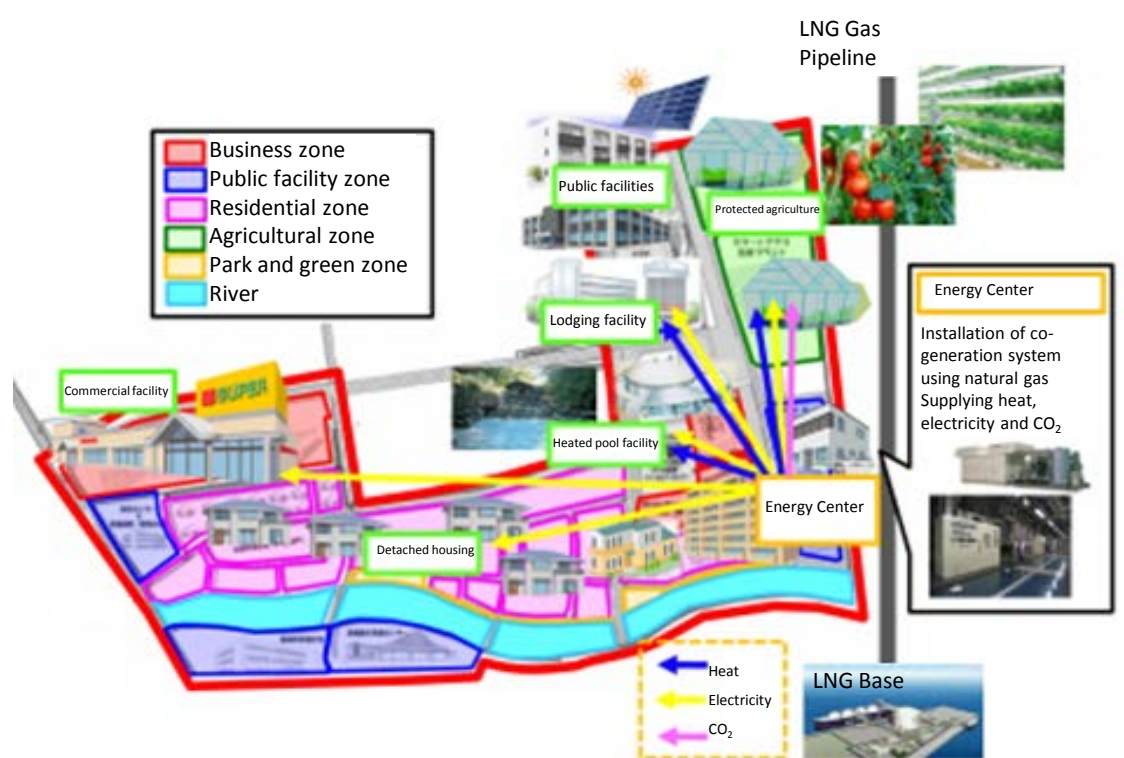 LNG Gas
Pipeline
Business zone
Public facility zone
Residential zone
Agricultural zone
Park and green zone
River
Public facilities
Protected agriculture
Energy Center
Installation of co-
generation system
using natural gas
Supplying heat,
electricity and CO₂
Lodging facility
Commercial facility
Heated pool facility
Energy Center
Detached housing
Heat
Electricity
CO₂
LNG Base